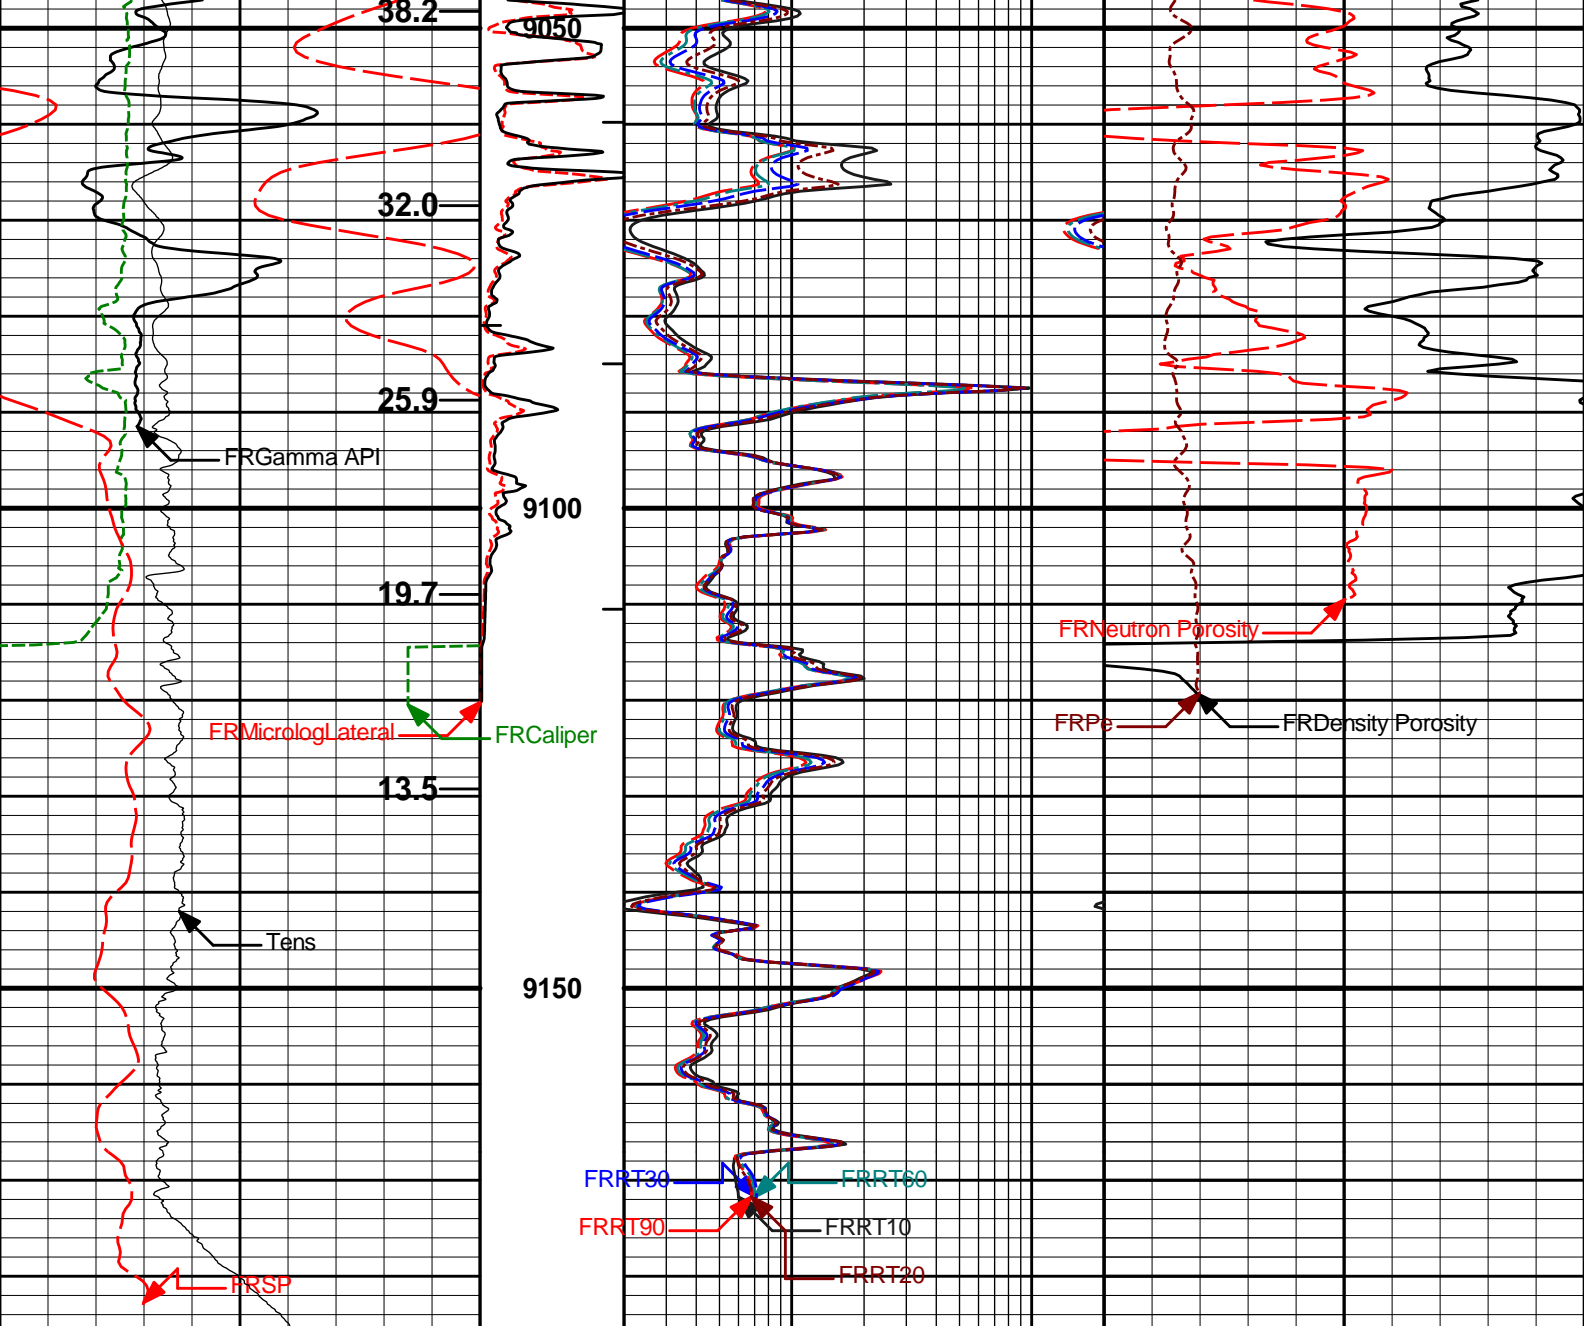 38.2
9050
32.0
25.9
FRGamma API
9100
19.7
FRNeutron Porosity
FRMicrologLateral
FRCaliper
FRPe
FRDensity Porosity
13.5
Tens
9150
FRRT30
FRRT60
FRRT90
FRRT10
FRRT20
FRSP